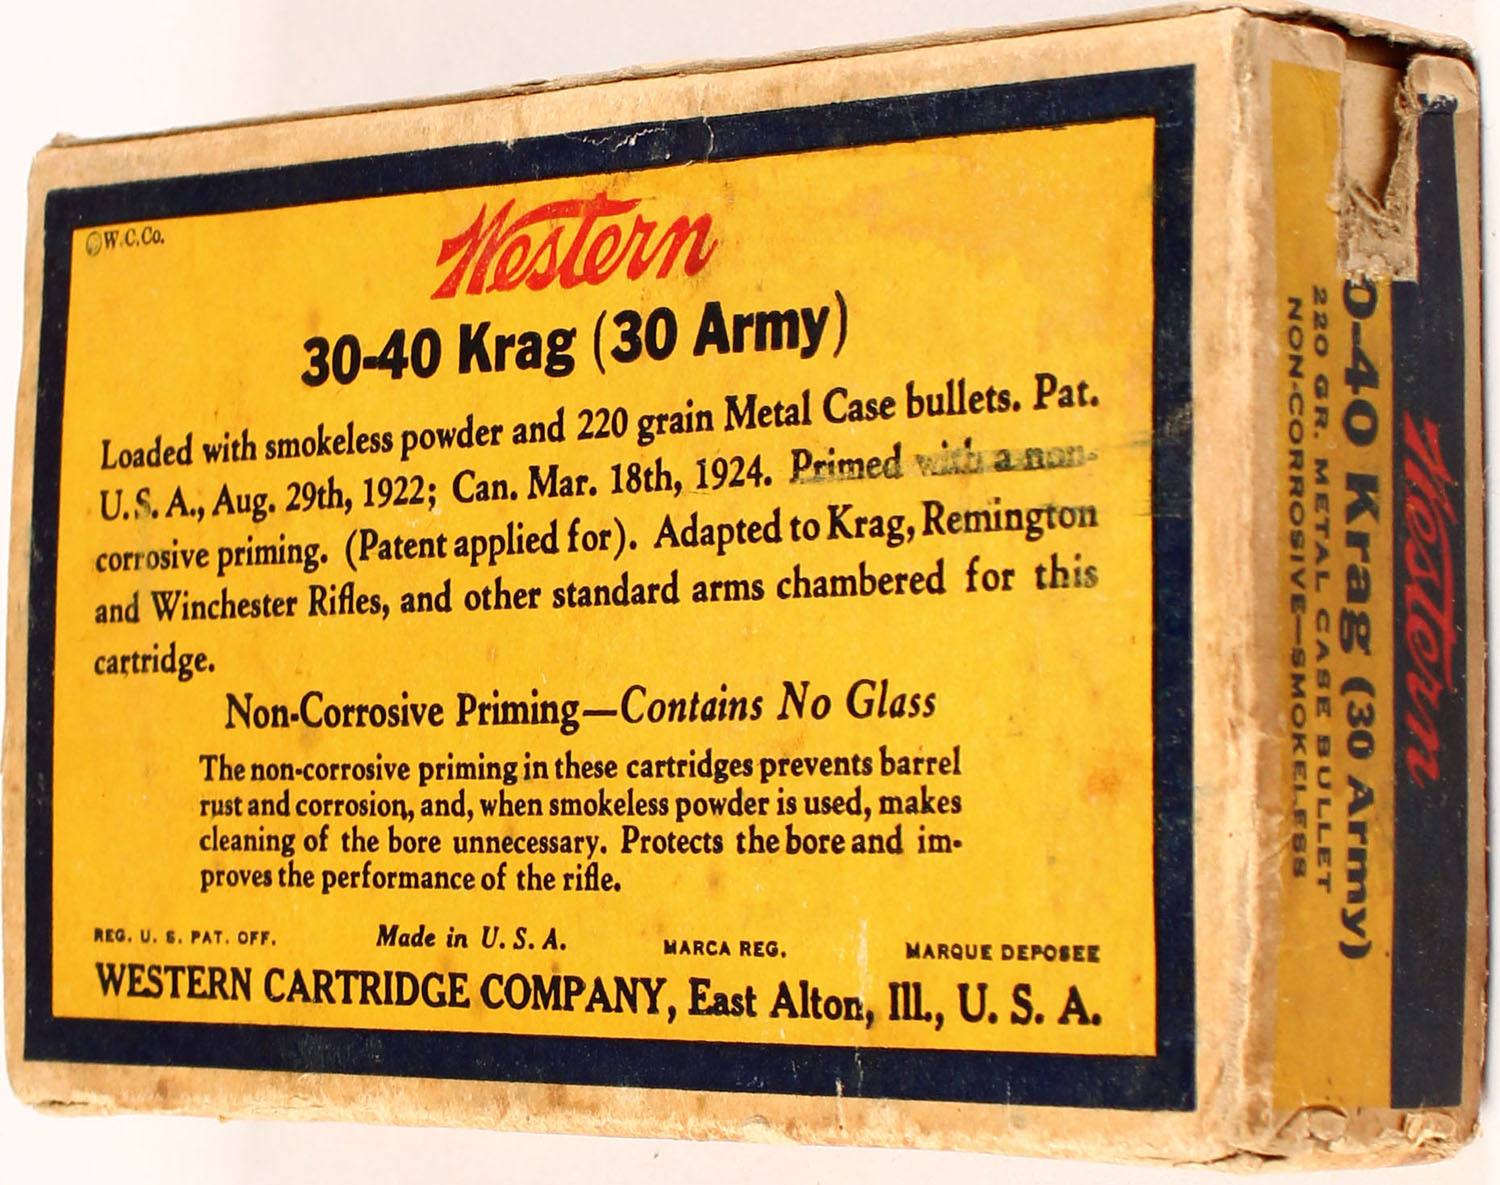 ©W.C.Co.
Western
30-40 Krag (30 Army)
Loaded with smokeless powder and 220 grain Metal Case bullets. Pat.
U.S.A., Aug. 29th, 1922; Can. Mar. 18th, 1924. Primed with a non-
corrosive priming. (Patent applied for). Adapted to Krag, Remington
and Winchester Rifles, and other standard arms chambered for this
cartridge.
Non-Corrosive Priming—Contains No Glass
The non-corrosive priming in these cartridges prevents barrel
rust and corrosion, and, when smokeless powder is used, makes
cleaning of the bore unnecessary. Protects the bore and im-
proves the performance of the rifle.
REG. U. S. PAT. OFF. Made in U. S. A. MARCA REG. MARQUE DEPOSEE
WESTERN CARTRIDGE COMPANY, East Alton, Ill., U. S. A.
Western
0-40 Krag (30 Army)
220 GR. METAL CASE BULLET
NON-CORROSIVE—SMOKELESS